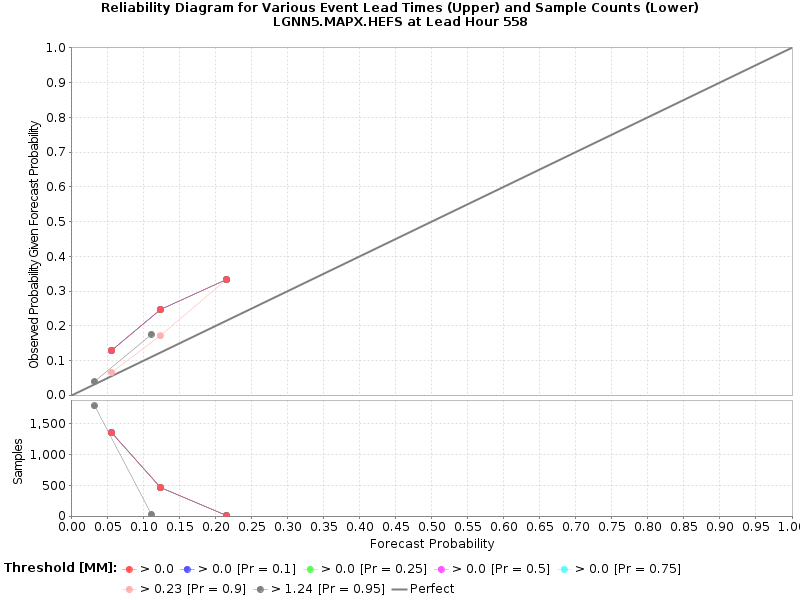 Reliability Diagram for Various Event Lead Times (Upper) and Sample Counts (Lower)
LGNN5.MAPX.HEFS at Lead Hour 558
Observed Probability Given Forecast Probability
1.0
0.9
0.8
0.7
0.6
0.5
0.4
0.3
0.2
0.1
0.0
Samples
1,500
1,000
500
0
0.00 0.05 0.10 0.15 0.20 0.25 0.30 0.35 0.40 0.45 0.50 0.55 0.60 0.65 0.70 0.75 0.80 0.85 0.90 0.95 1.0
Forecast Probability
Threshold [MM]: > 0.0 > 0.0 [Pr = 0.1] > 0.0 [Pr = 0.25] > 0.0 [Pr = 0.5] > 0.0 [Pr = 0.75]
> 0.23 [Pr = 0.9] > 1.24 [Pr = 0.95] Perfect